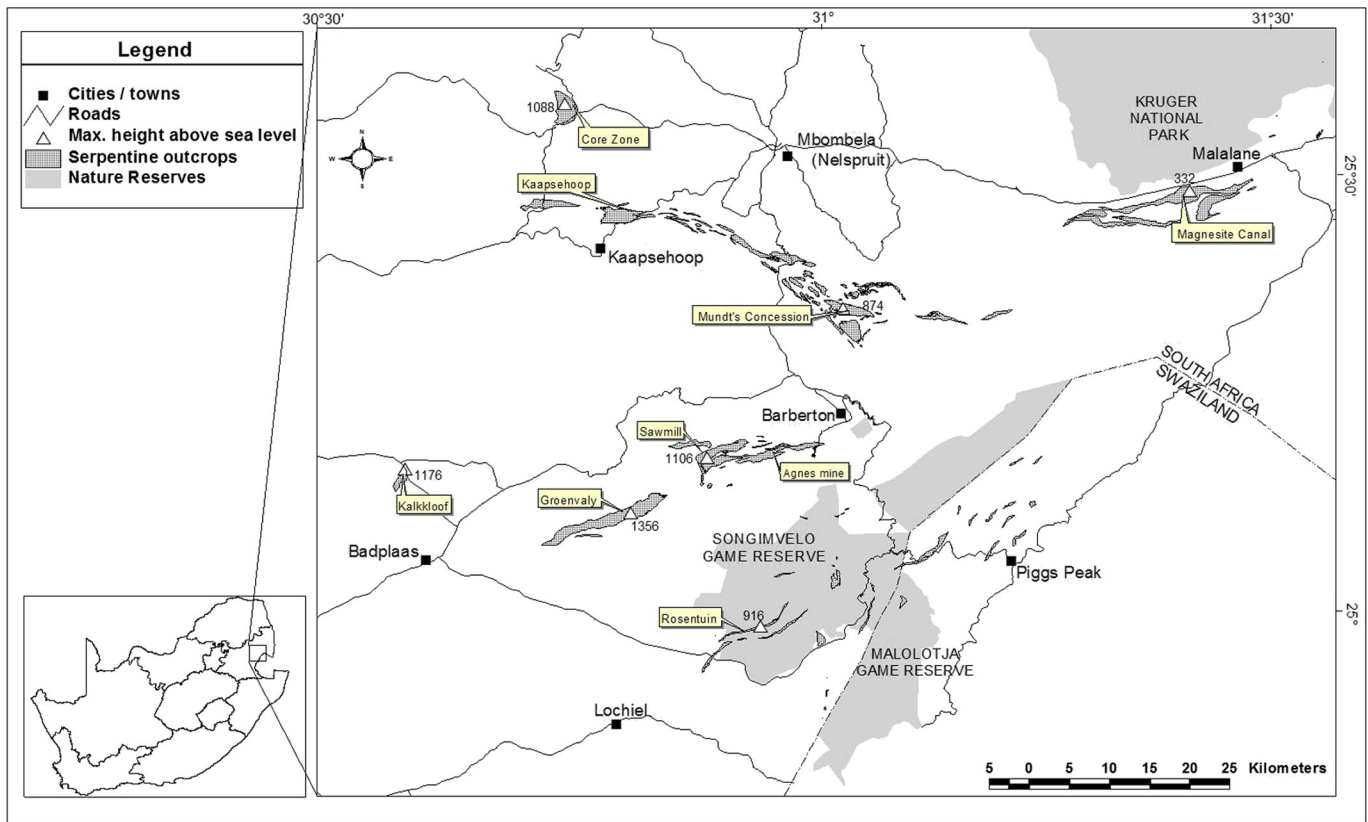 30°30'
31°
31°30'
Legend
Cities / towns
Roads
Max. height above sea level
Serpentine outcrops
Nature Reserves
N
W
E
S
1088
Core Zone
Mbombela
(Nelspruit)
KRUGER
NATIONAL
PARK
Malalane
332
25°30'
Magnesite Canal
Kaapsehoop
Kaapsehoop
874
Mundt's Concession
SOUTH AFRICA
SWAZILAND
Barberton
Sawmill
1106
Agnes mine
1176
Kalkkloof
Groenvaly
1356
Badplaas
SONGIMVELO
GAME RESERVE
Piggs Peak
25°
Rosentuin
916
MALOLOTJA
GAME RESERVE
Lochiel
5 0 5 10 15 20 25 Kilometers